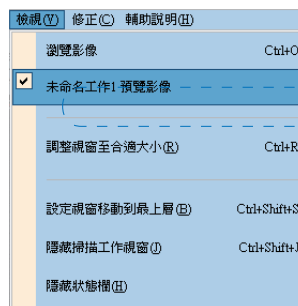 檢視(V) 修正(C) 輔助說明(H)
瀏覽影像 Ctrl+O
未命名工作1-預覽影像
調整視窗至合適大小(R) Ctrl+R
設定視窗移動到最上層(B) Ctrl+Shift+S
隱藏掃描工作視窗(J) Ctrl+Shift+J
隱藏狀態欄(H)